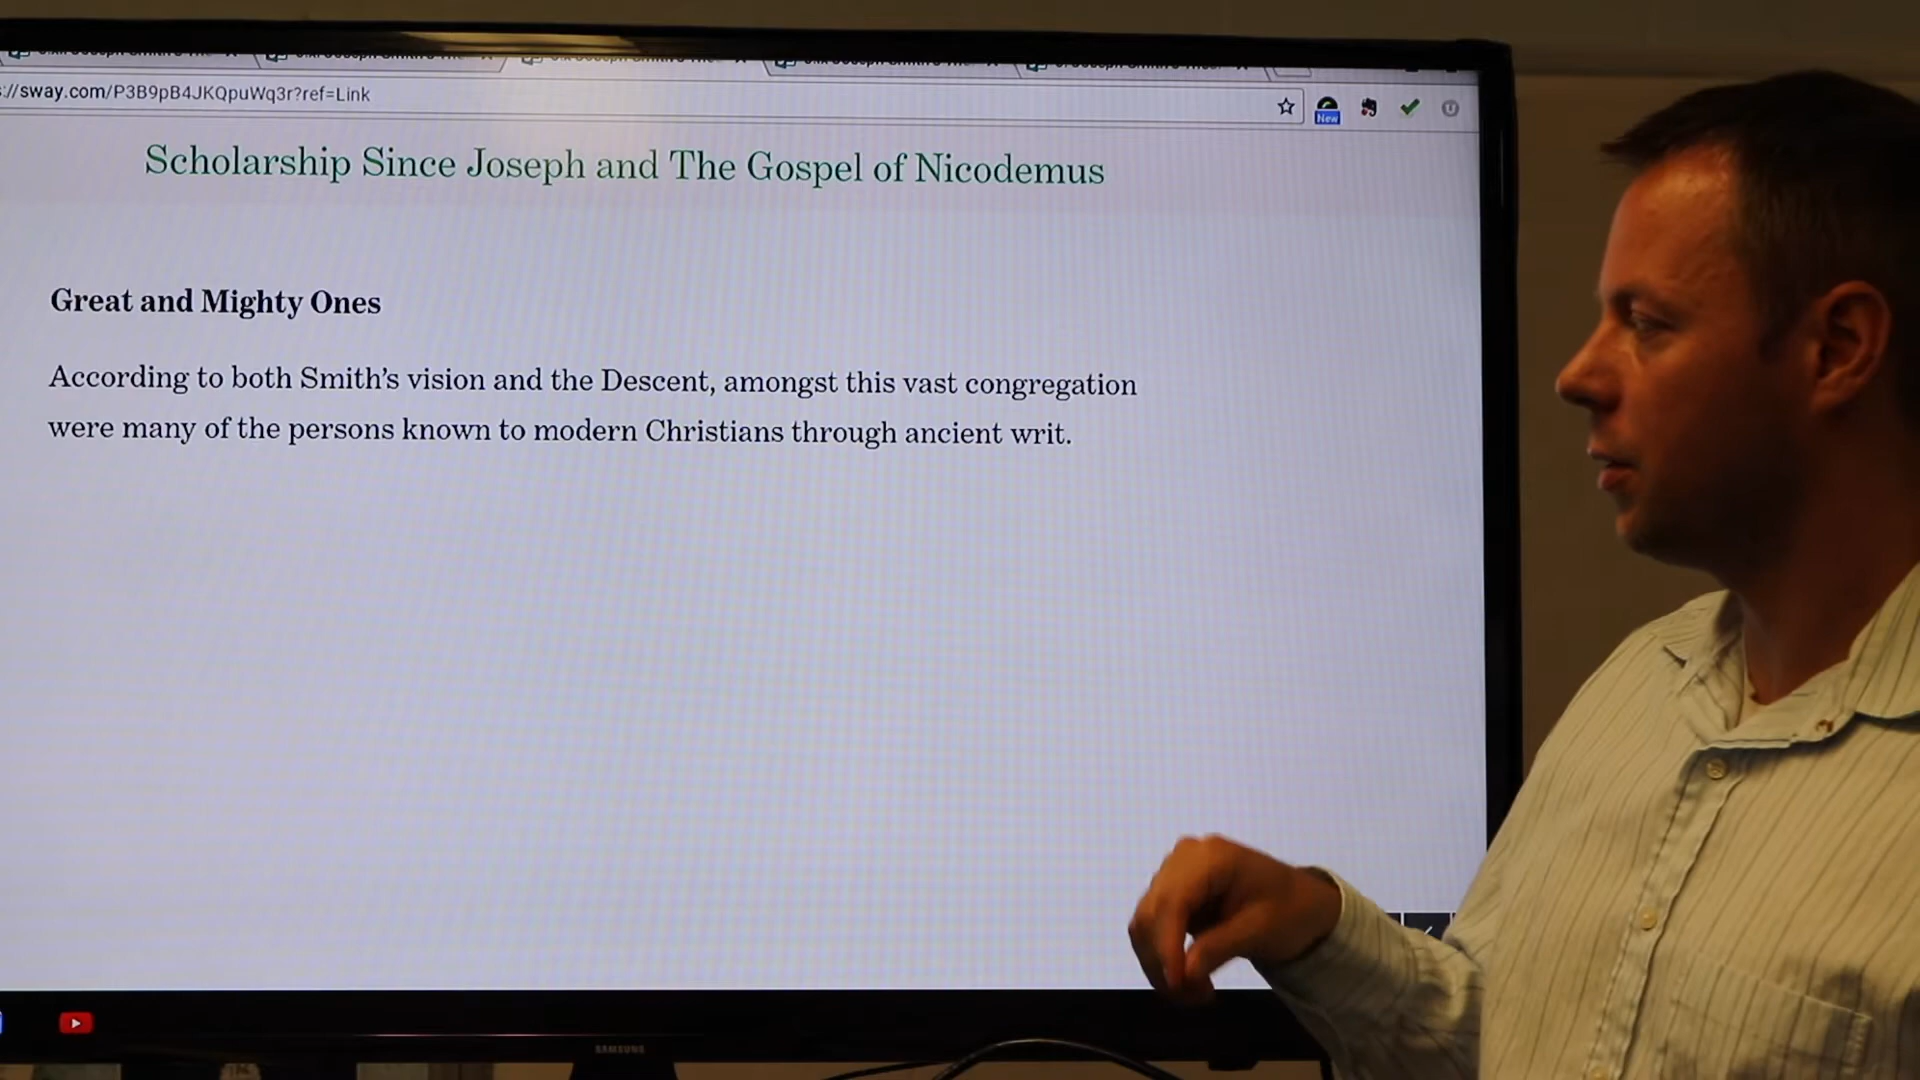 ://sway.com/P3B9pB4JKQpuWq3r?ref=Link
New
Scholarship Since Joseph and The Gospel of Nicodemus
Great and Mighty Ones
According to both Smith's vision and the Descent, amongst this vast congregation
were many of the persons known to modern Christians through ancient writ.
SAMSUNG